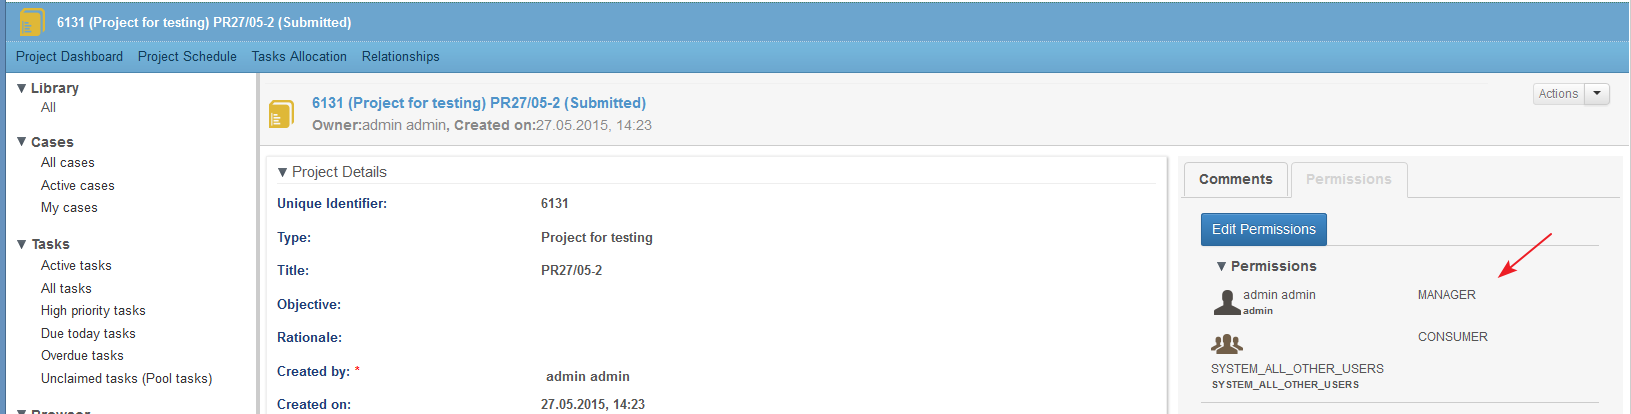 6131 (Project for testing) PR27/05-2 (Submitted)
Project Dashboard Project Schedule Tasks Allocation Relationships
Library
All
Cases
All cases
Active cases
My cases
Tasks
Active tasks
All tasks
High priority tasks
Due today tasks
Overdue tasks
Unclaimed tasks (Pool tasks)
Browser
6131 (Project for testing) PR27/05-2 (Submitted)
Owner:admin admin, Created on:27.05.2015, 14:23
Actions
Project Details
Unique Identifier: 6131
Type: Project for testing
Title: PR27/05-2
Objective:
Rationale:
Created by: * admin admin
Created on: 27.05.2015, 14:23
Comments Permissions
Edit Permissions
Permissions
admin admin MANAGER
admin
CONSUMER
SYSTEM_ALL_OTHER_USERS
SYSTEM_ALL_OTHER_USERS